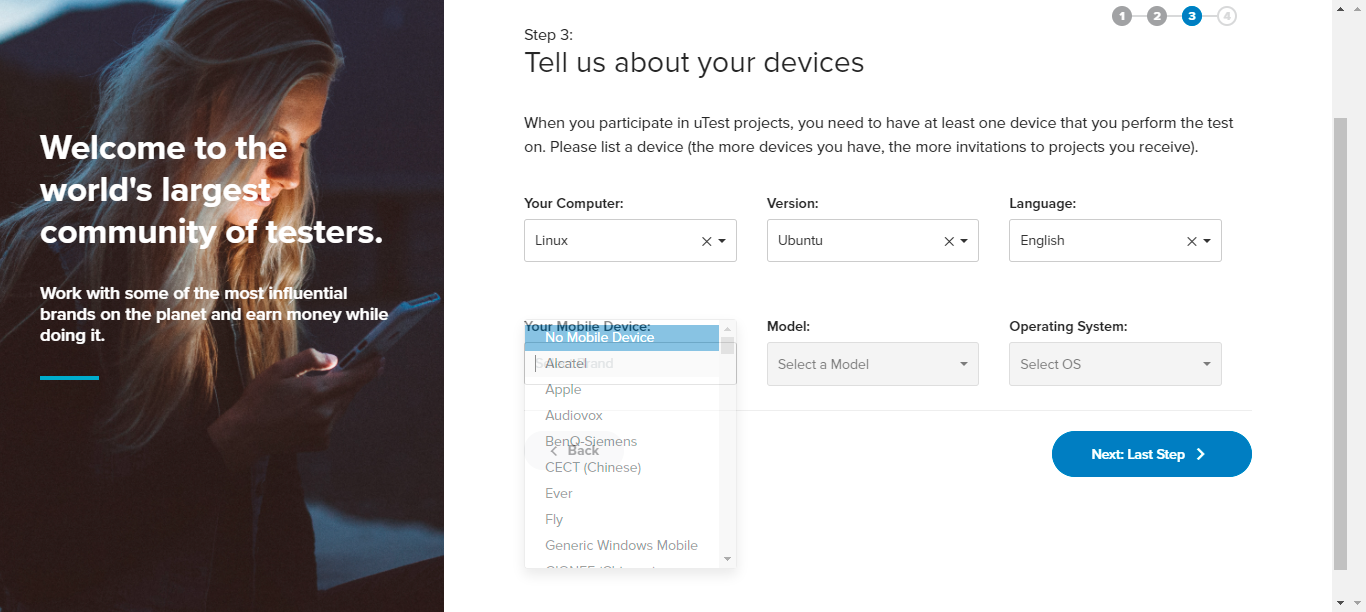 Welcome to the
world's largest
community of testers.
Work with some of the most influential
brands on the planet and earn money while
doing it.
1 2 3 4
Step 3:
Tell us about your devices
When you participate in uTest projects, you need to have at least one device that you perform the test
on. Please list a device (the more devices you have, the more invitations to projects you receive).
Your Computer: Version: Language:
Linux Ubuntu English
Your Mobile Device: Model: Operating System:
No Mobile Device
Alcatel
Select a Model Select OS
Apple
Audiovox
BenQ-Siemens
Back
Next: Last Step
CECT (Chinese)
Ever
Fly
Generic Windows Mobile